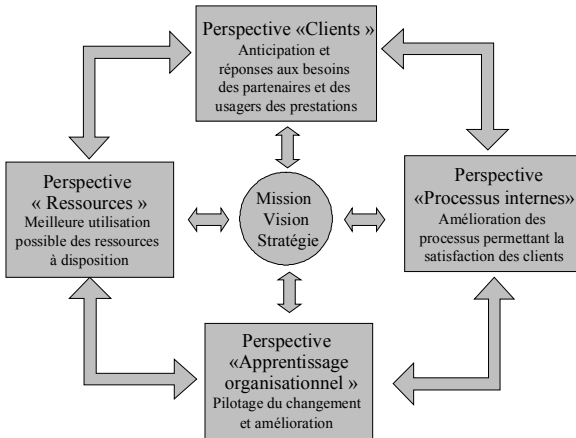 Perspective «Clients »
Anticipation et
réponses aux besoins
des partenaires et des
usagers des prestations
Perspective
« Ressources »
Meilleure utilisation
possible des ressources
à disposition
Mission
Vision
Stratégie
Perspective
«Processus internes»
Amélioration des
processus permettant la
satisfaction des clients
Perspective
«Apprentissage
organisationnel »
Pilotage du changement
et amélioration